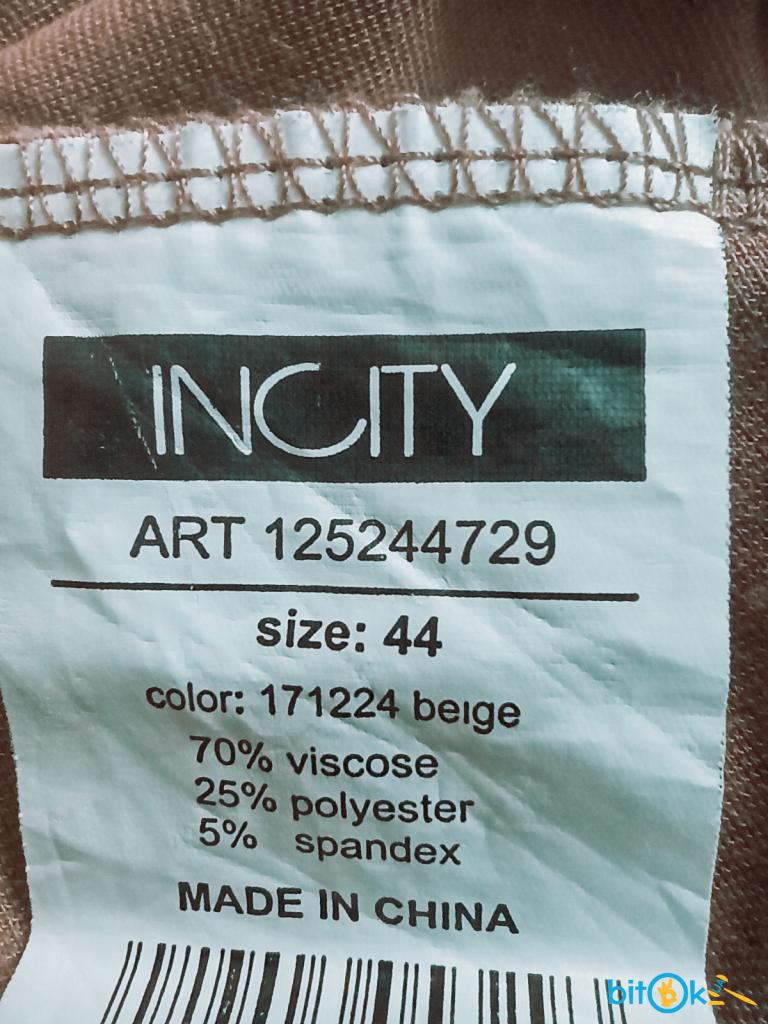 INCITY
ART 125244729
size: 44
color: 171224 beige
70% viscose
25% polyester
5% spandex
MADE IN CHINA
bitok